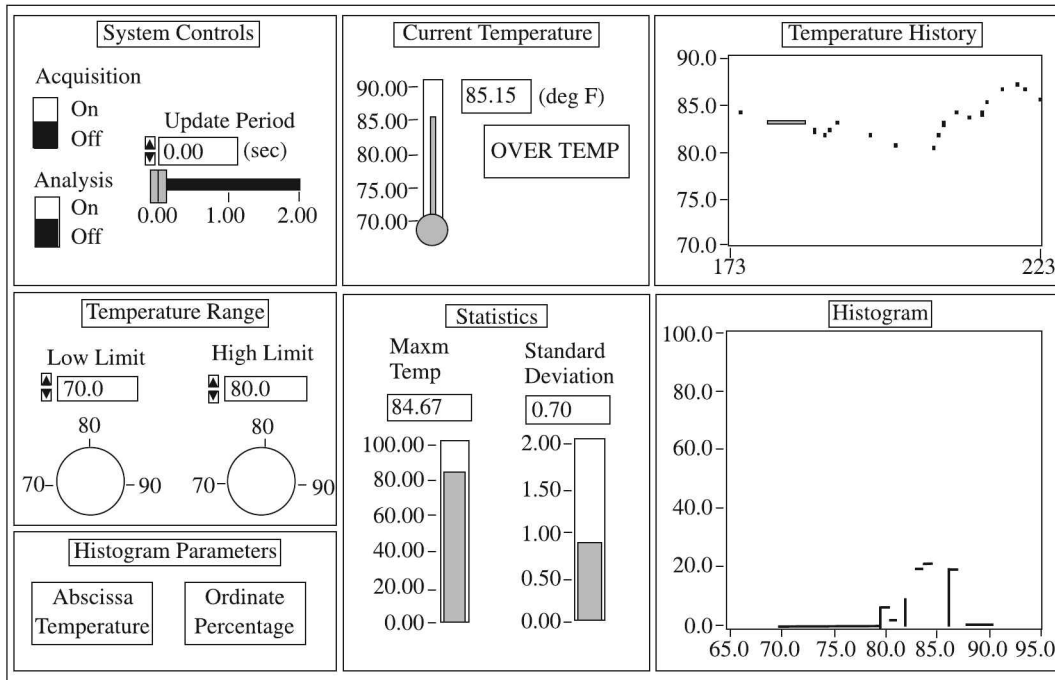 System Controls
Acquisition
On
Off
Update Period
0.00 (sec)
Analysis
On
Off
0.00 1.00 2.00
Current Temperature
90.00
85.00
80.00
75.00
70.00
85.15 (deg F)
OVER TEMP
Temperature History
90.0
85.0
80.0
75.0
70.0
173 223
Temperature Range
Low Limit
70.0
80
70 90
High Limit
80.0
80
70 90
Histogram Parameters
Abscissa
Temperature
Ordinate
Percentage
Statistics
Maxm
Temp
84.67
100.00
80.00
60.00
40.00
20.00
0.00
Standard
Deviation
0.70
2.00
1.50
1.00
0.50
0.00
Histogram
100.0
80.0
60.0
40.0
20.0
0.0
65.0 70.0 75.0 80.0 85.0 90.0 95.0